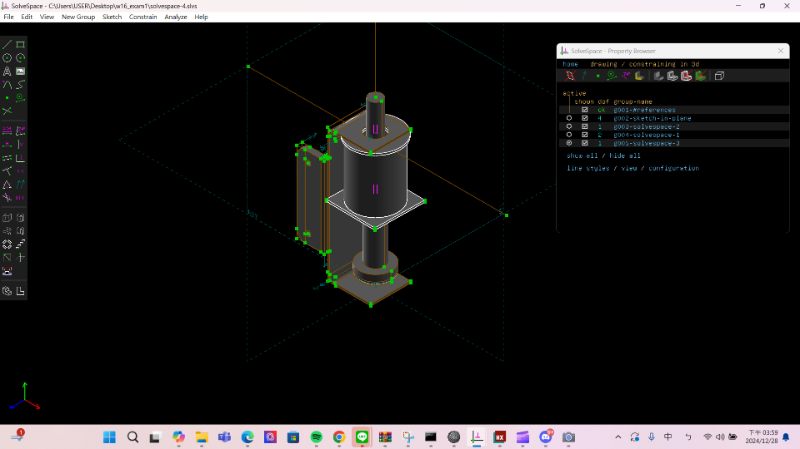 SolveSpace - C:\Users\USER\Desktop\w16_exam1\solvespace-4.slvs
File Edit View New Group Sketch Constrain Analyze Help
SolveSpace - Property Browser
home drawing / constraining in 3d
active
shown dof group-name
ok g001-#references
4 g002-sketch-in-plane
1 g003-solvespace-2
2 g004-solvespace-1
1 g005-solvespace-3
show all / hide all
line styles / view / configuration
中
下午 03:59
2024/12/28